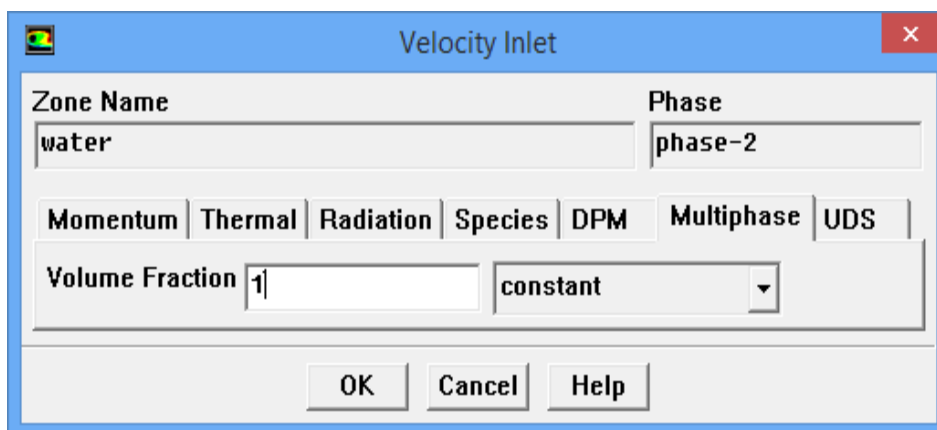 Velocity Inlet
Zone Name Phase
water phase-2
Momentum Thermal Radiation Species DPM Multiphase UDS
Volume Fraction 1 constant
OK Cancel Help